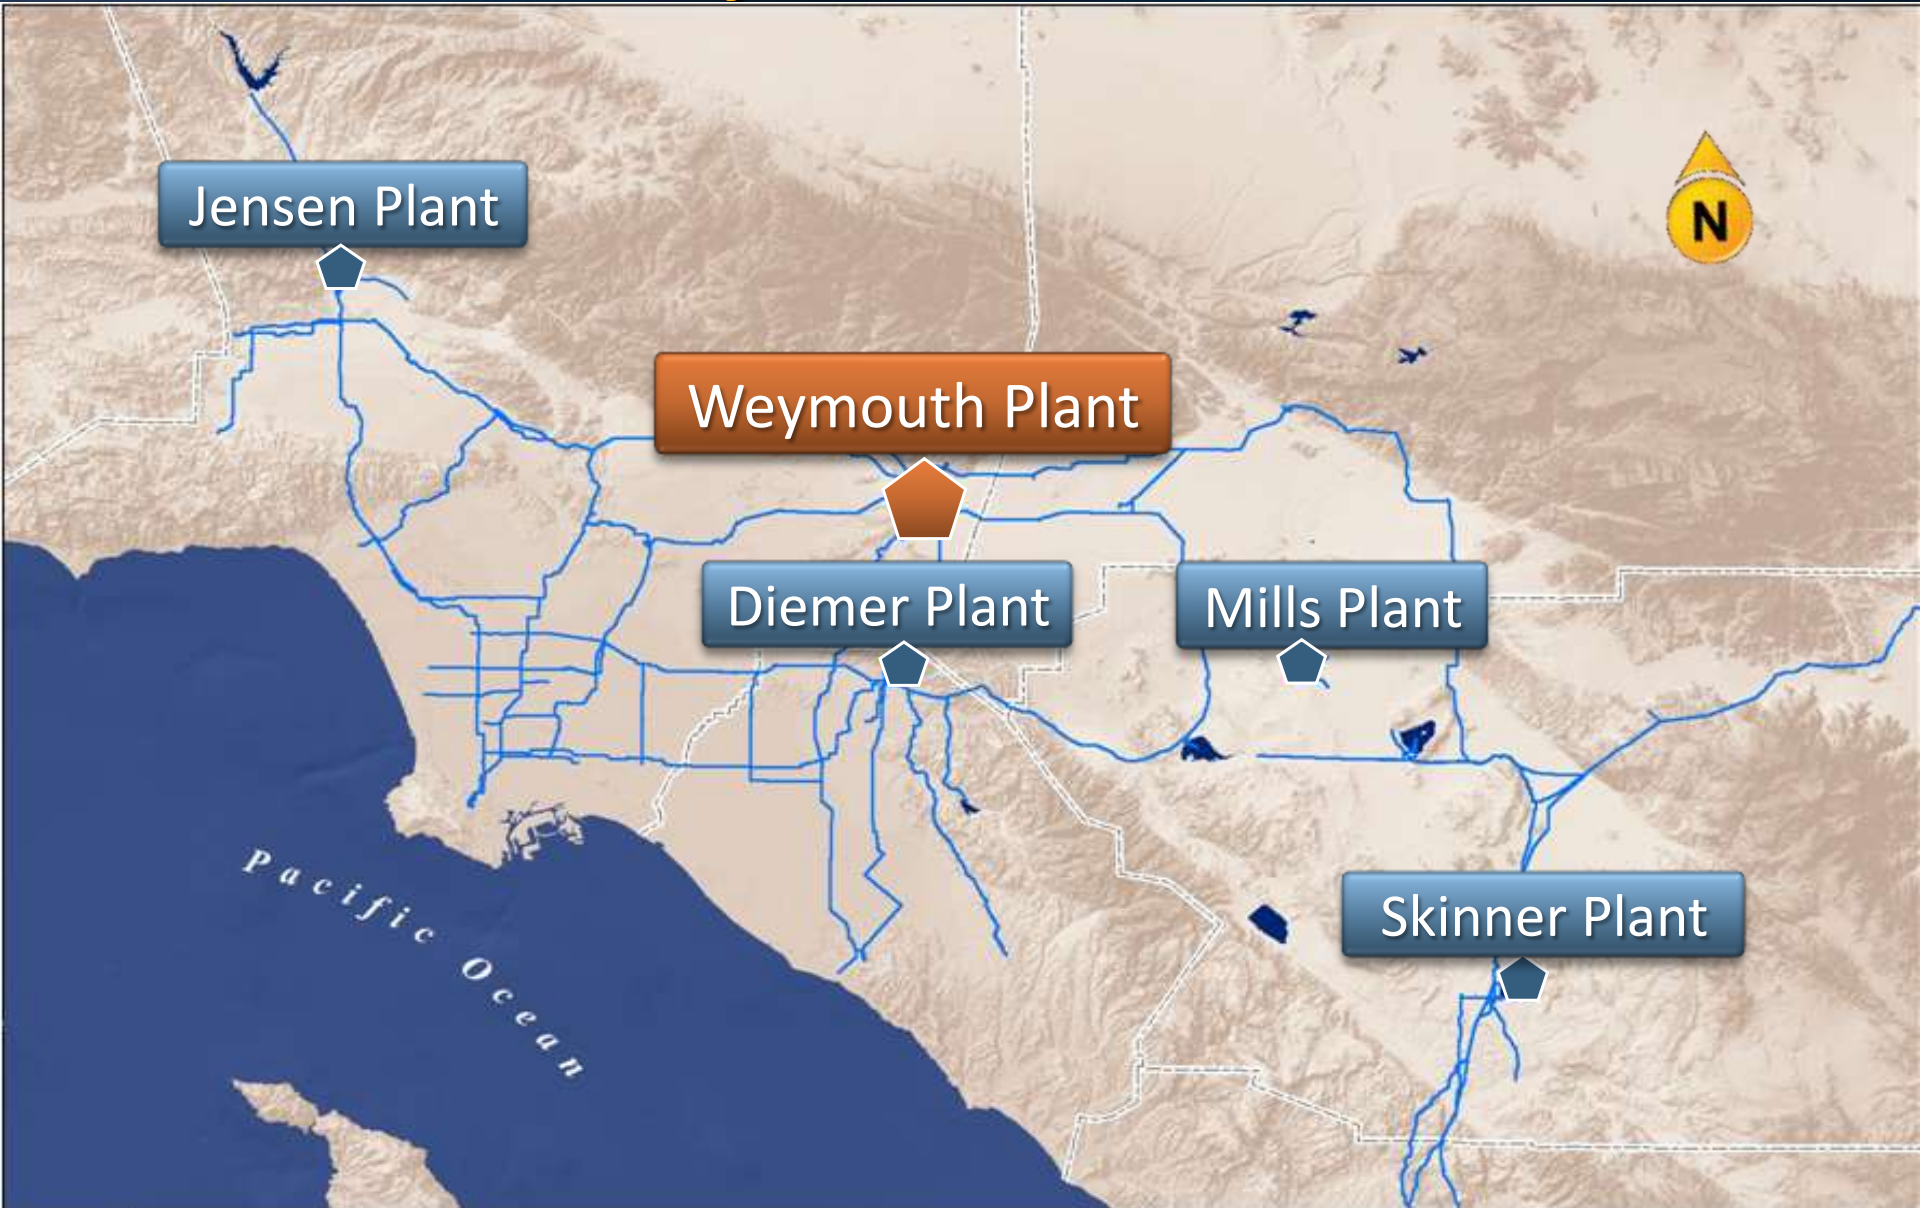 Jensen Plant
N
Weymouth Plant
Diemer Plant
Mills Plant
Skinner Plant
Pacific Ocean